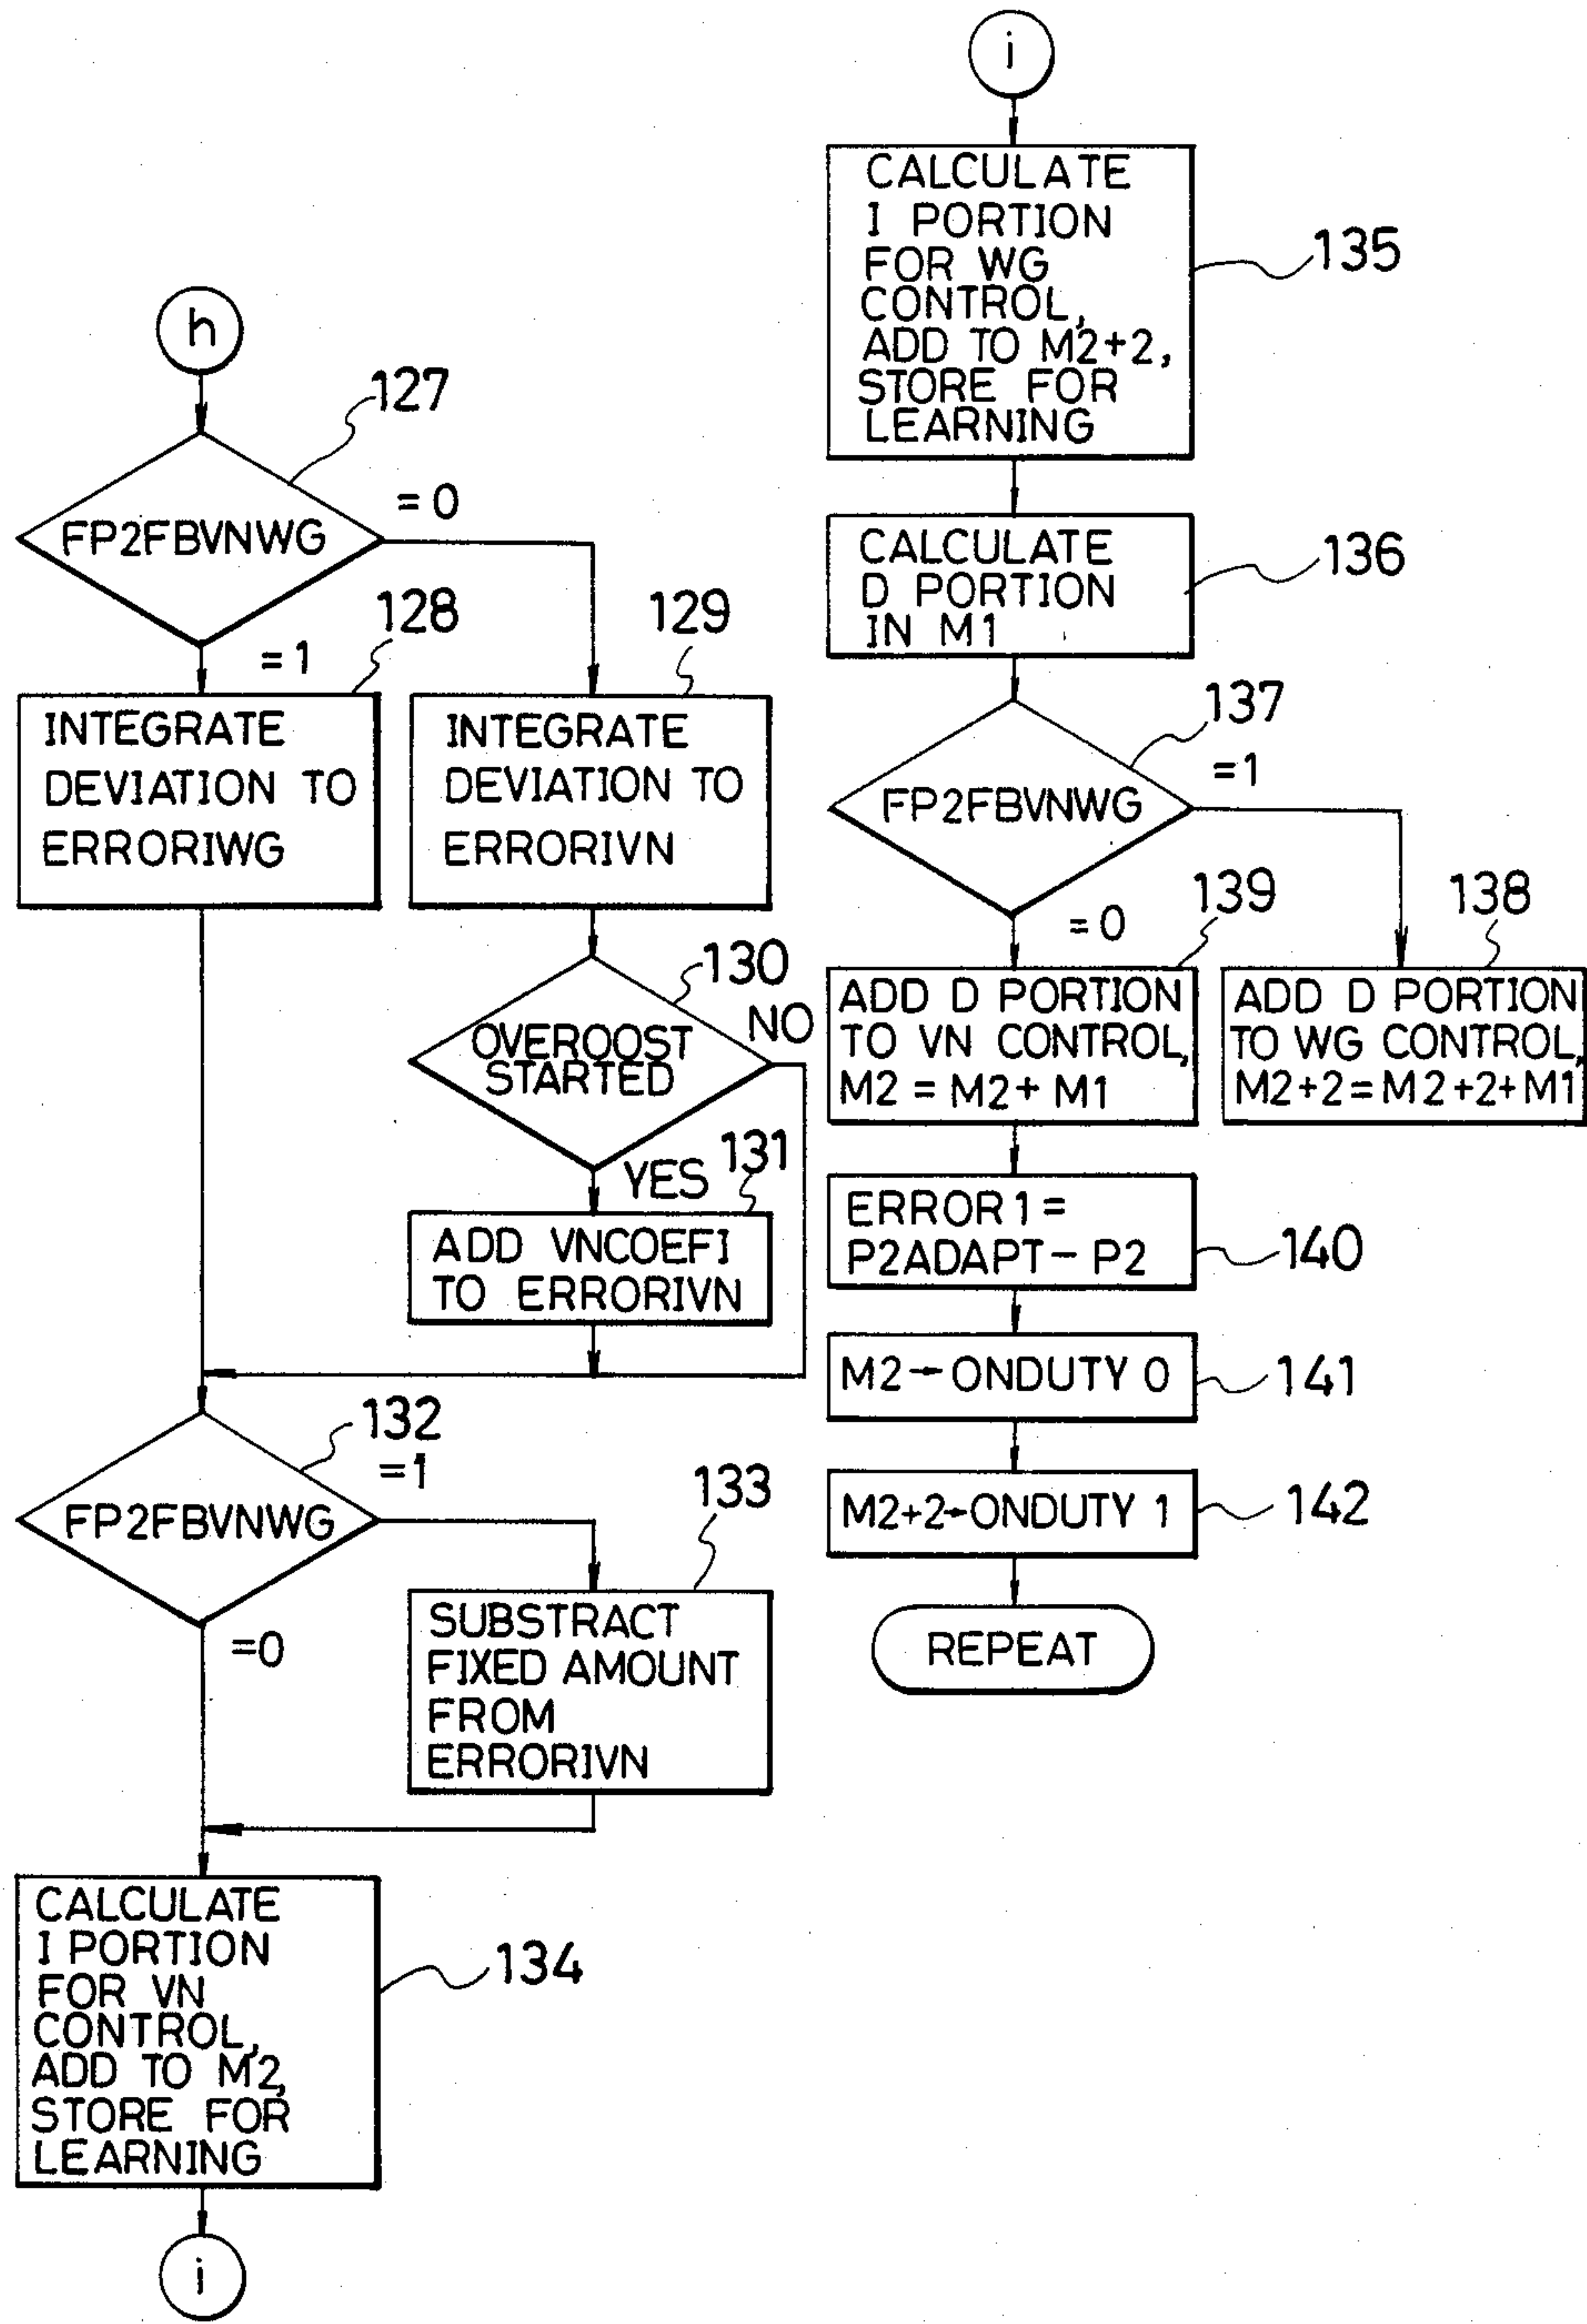 h
127
FP2FBVNWG
=0
=1
128
INTEGRATE
DEVIATION TO
ERRORIWG
129
INTEGRATE
DEVIATION TO
ERRORIVN
130
OVEROOST
STARTED
NO
YES
131
ADD VNCOEFI
TO ERRORIVN
132
FP2FBVNWG
=1
=0
133
SUBSTRACT
FIXED AMOUNT
FROM
ERRORIVN
CALCULATE
I PORTION
FOR VN
CONTROL,
ADD TO M2,
STORE FOR
LEARNING
134
i
i
CALCULATE
I PORTION
FOR WG
CONTROL,
ADD TO M2+2,
STORE FOR
LEARNING
135
CALCULATE
D PORTION
IN M1
136
137
FP2FBVNWG
=1
=0
139
ADD D PORTION
TO VN CONTROL,
M2 = M2 + M1
138
ADD D PORTION
TO WG CONTROL,
M2+2=M2+2+M1
ERROR 1 =
P2ADAPT - P2
140
M2→ONDUTY 0
141
M2+2→ONDUTY 1
142
REPEAT